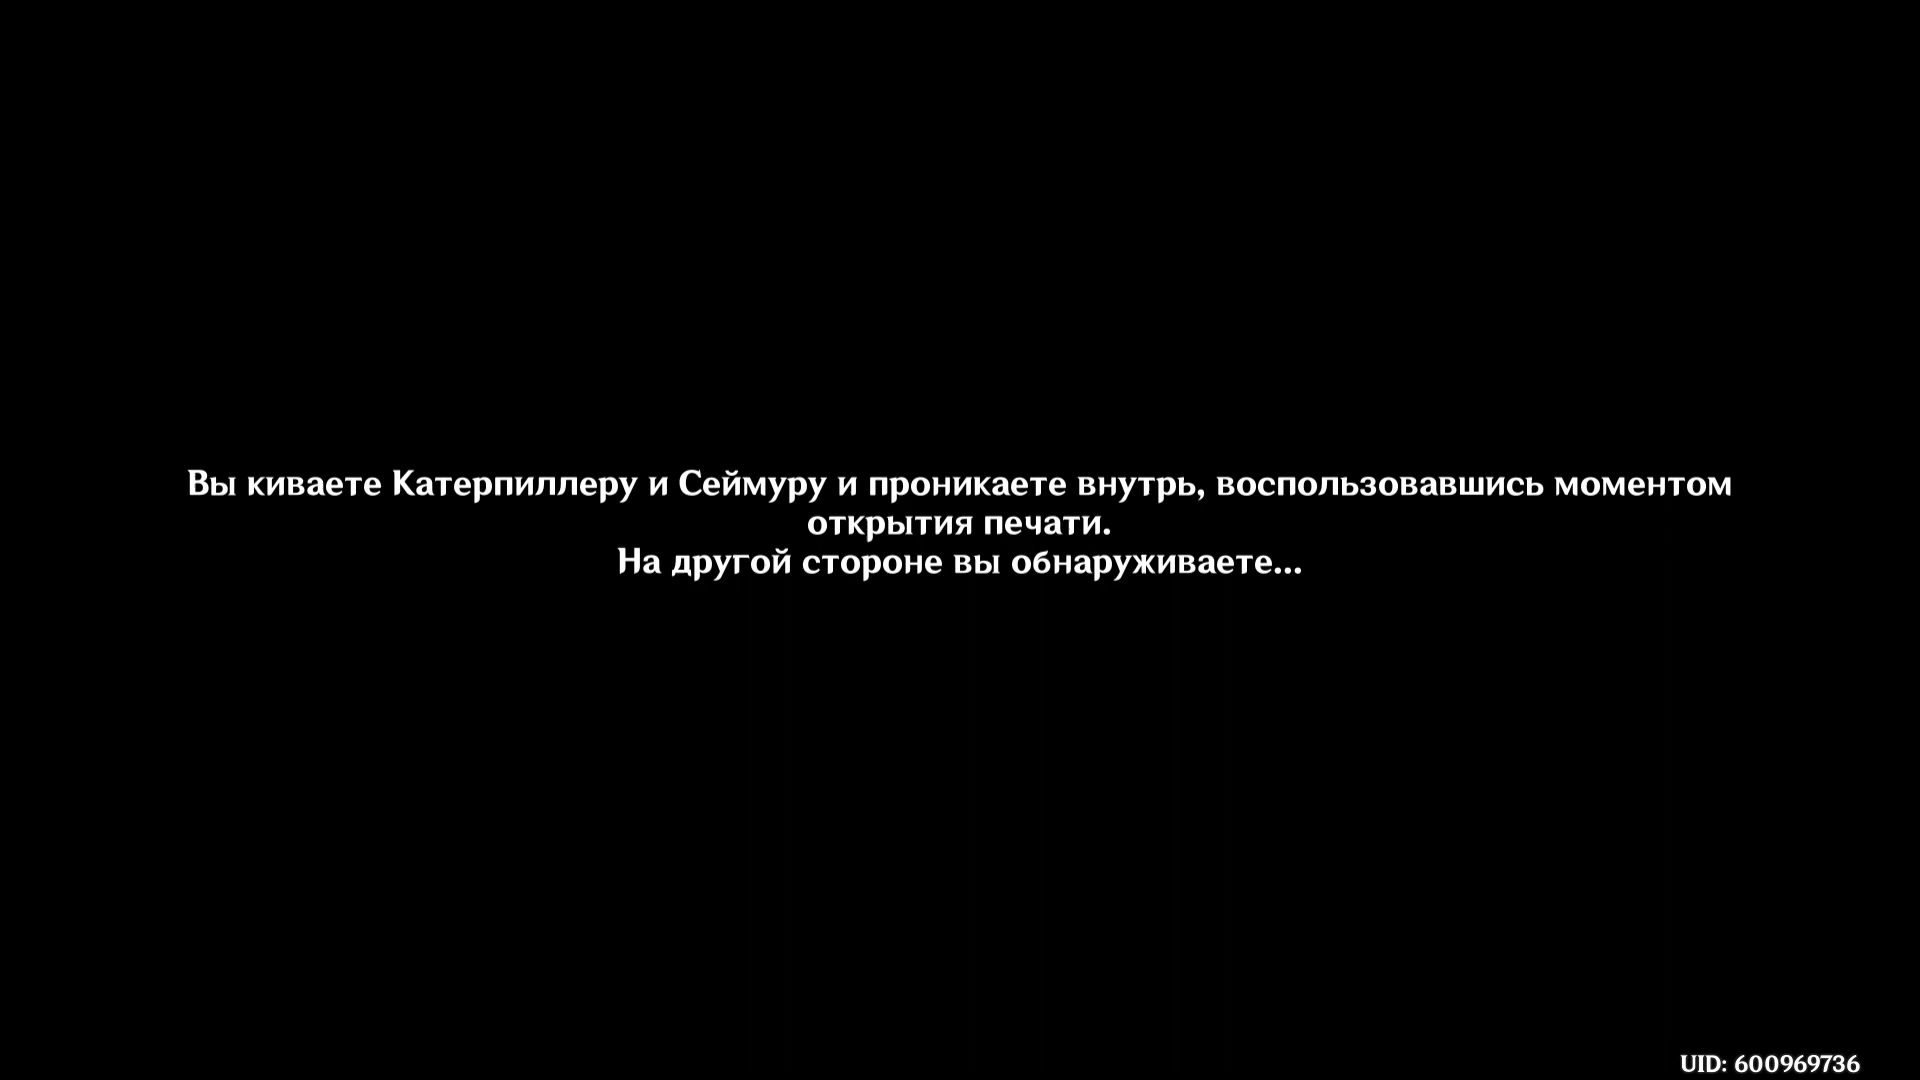 Вы киваете Катерпиллеру и Сеймуру и проникаете внутрь, воспользовавшись моментом
открытия печати.
На другой стороне вы обнаруживаете...
UID: 600969736